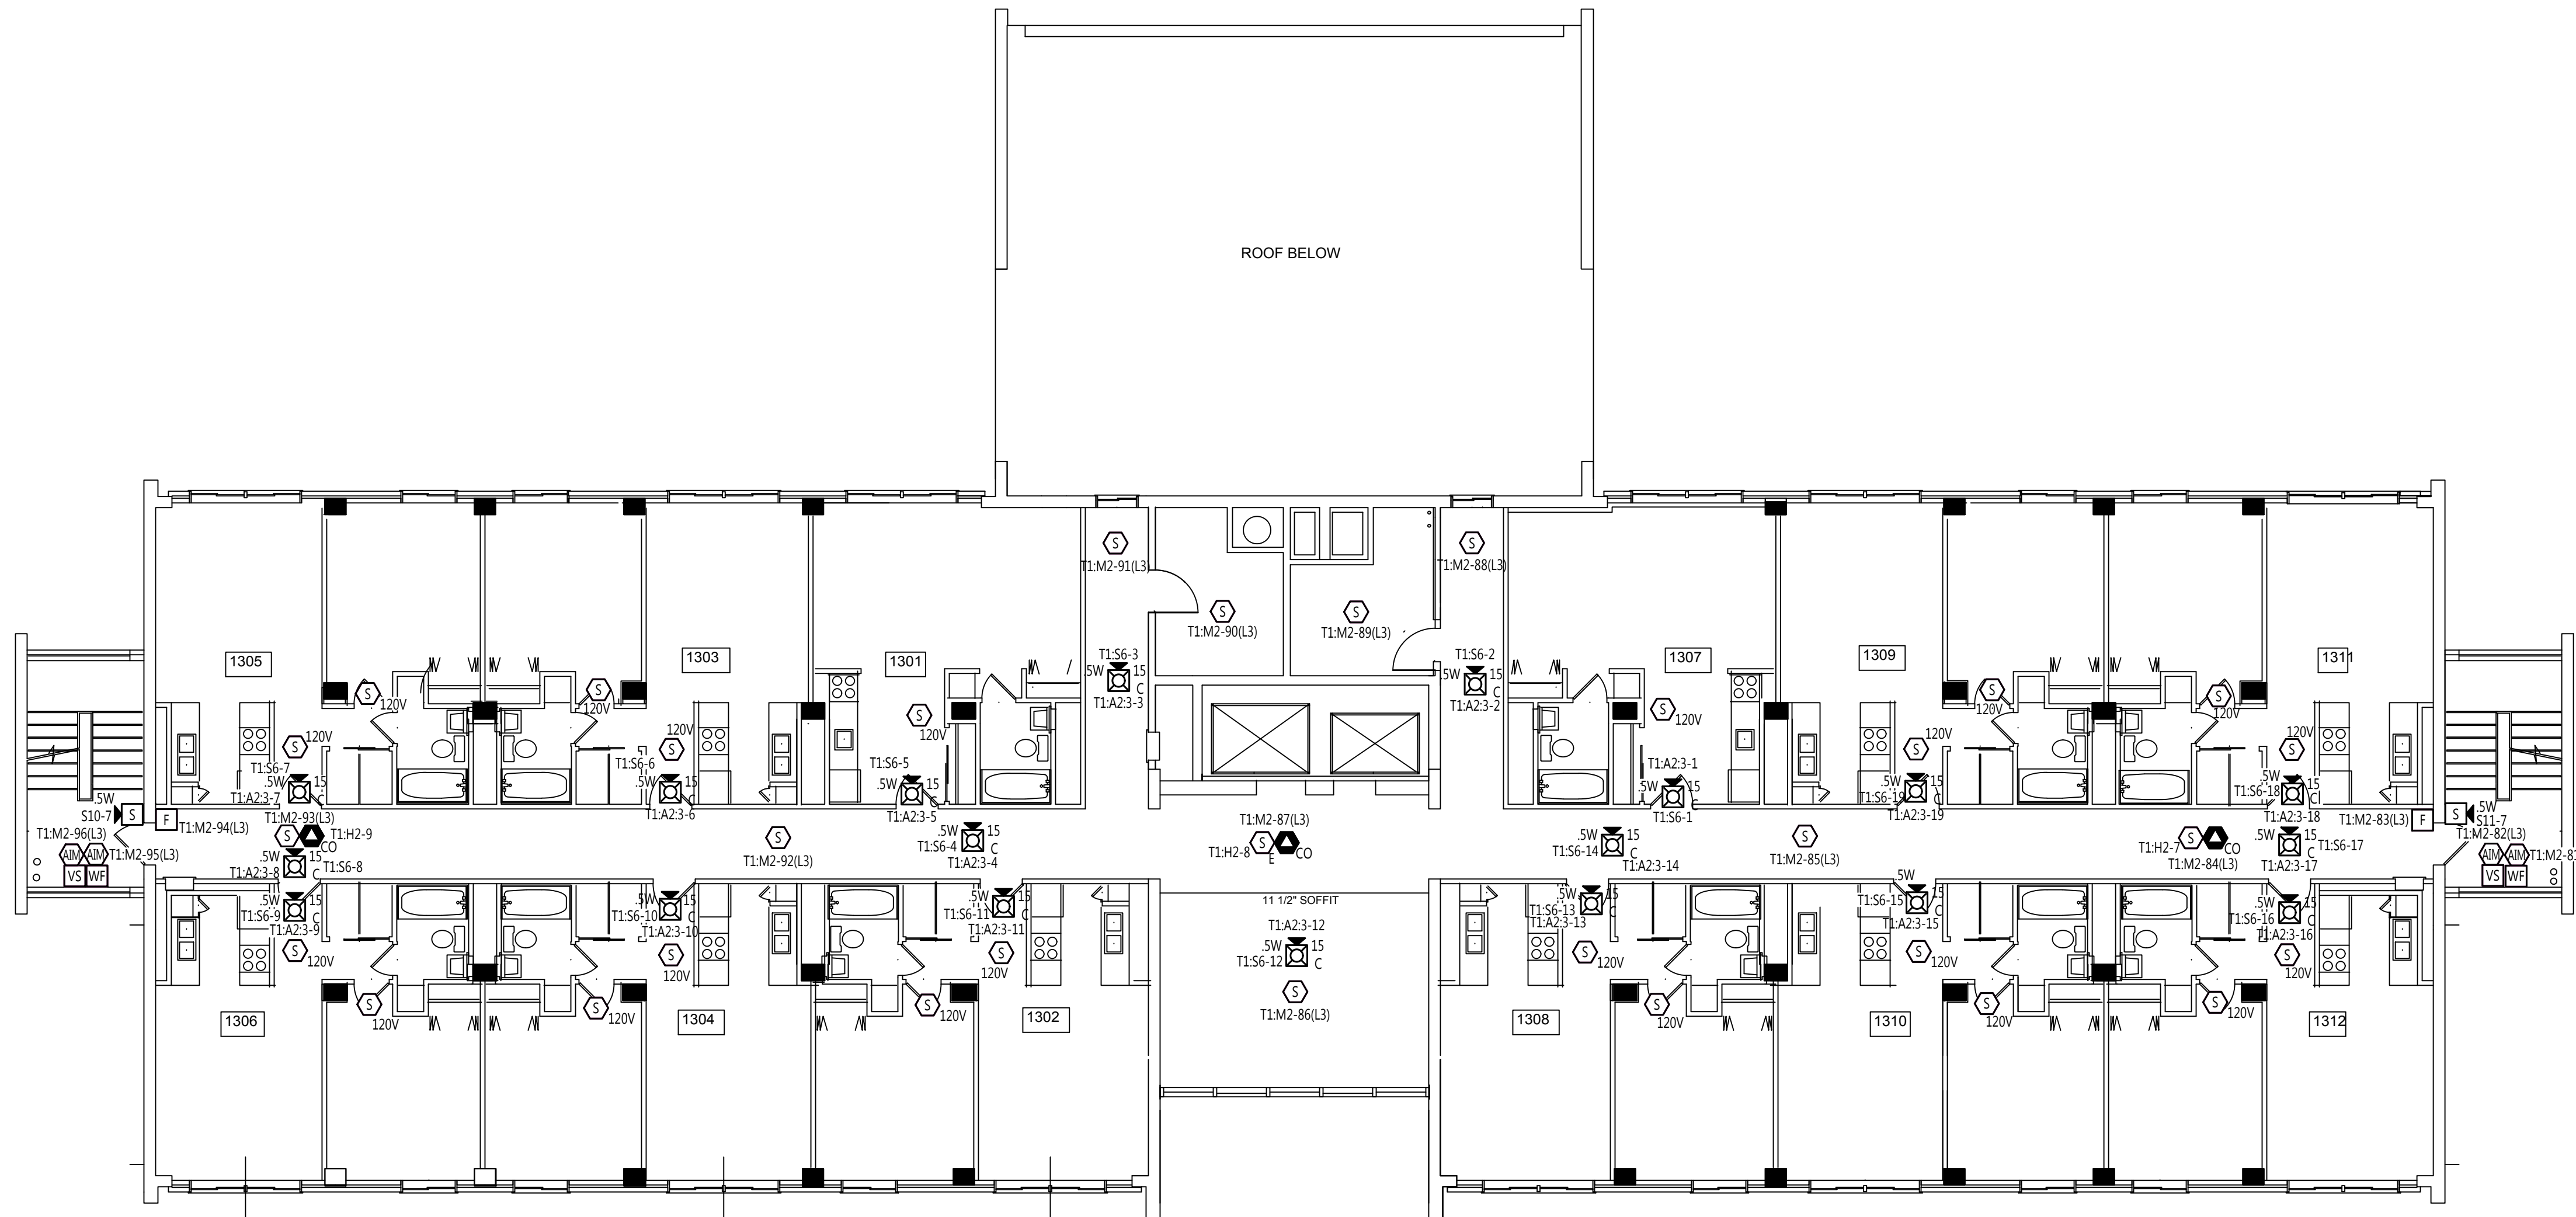 ROOF BELOW
S
T1:M2-91(L3)
S
T1:M2-88(L3)
S
T1:M2-90(L3)
S
T1:M2-89(L3)
1305
1303
1301
1307
1309
1311
T1:S6-3
.5W
15
C
T1:A2:3-3
T1:S6-2
.5W
15
C
T1:A2:3-2
S
120V
S
120V
S
120V
S
120V
S
120V
S
120V
S
120V
S
120V
S
120V
S
120V
T1:S6-7
.5W
15
C
T1:A2:3-7
T1:S6-6
.5W
15
C
T1:A2:3-6
T1:S6-5
.5W
15
C
T1:A2:3-5
T1:A2:3-1
.5W
15
C
T1:S6-1
.5W
15
C
T1:S6-19
T1:A2:3-19
.5W
15
C
T1:S6-18
T1:A2:3-18
.5W
S10-7
S
F
T1:M2-94(L3)
T1:M2-96(L3)
AIM
AIM
T1:M2-95(L3)
VS
WF
T1:M2-93(L3)
S
T1:H2-9
CO
.5W
15
C
T1:S6-8
T1:A2:3-8
S
T1:M2-92(L3)
.5W
15
C
T1:S6-4
T1:A2:3-4
T1:M2-87(L3)
S
E
CO
T1:H2-8
.5W
15
C
T1:S6-14
T1:A2:3-14
S
T1:M2-85(L3)
T1:H2-7
S
CO
T1:M2-84(L3)
.5W
15
C
T1:S6-17
T1:A2:3-17
T1:M2-83(L3)
F
S
.5W
S11-7
T1:M2-82(L3)
AIM
AIM
VS
WF
.5W
15
C
T1:S6-9
T1:A2:3-9
.5W
15
C
T1:S6-10
T1:A2:3-10
.5W
15
C
T1:S6-11
T1:A2:3-11
11 1/2" SOFFIT
T1:A2:3-12
.5W
15
C
T1:S6-12
S
T1:M2-86(L3)
.5W
15
C
T1:S6-13
T1:A2:3-13
.5W
15
C
T1:S6-15
T1:A2:3-15
.5W
15
C
T1:S6-16
T1:A2:3-16
S
120V
S
120V
S
120V
S
120V
S
120V
S
120V
S
120V
S
120V
S
120V
S
120V
S
120V
S
120V
1306
1304
1302
1308
1310
1312